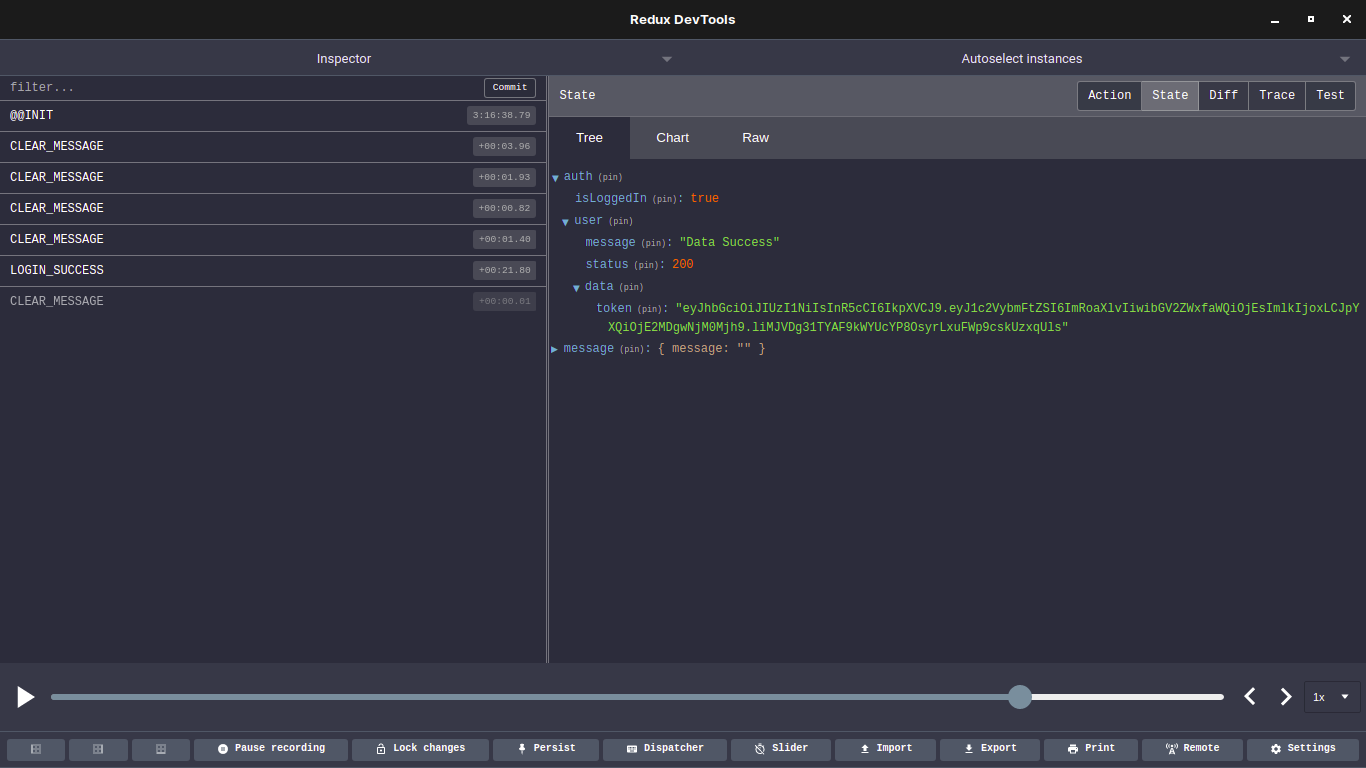 Redux DevTools
Inspector
Autoselect instances
filter...
Commit
@@INIT
3:16:38.79
CLEAR_MESSAGE
+00:03.96
CLEAR_MESSAGE
+00:01.93
CLEAR_MESSAGE
+00:00.82
CLEAR_MESSAGE
+00:01.40
LOGIN_SUCCESS
+00:21.80
CLEAR_MESSAGE
+00:00.01
State
Action State Diff Trace Test
Tree Chart Raw
auth (pin)
isLoggedIn (pin): true
user (pin)
message (pin): "Data Success"
status (pin): 200
data (pin)
token (pin): "eyJhbGciOiJIUzI1NiIsInR5cCI6IkpXVCJ9.eyJ1c2VybmFtZSI6ImRoaXlvIiwibGV2ZWxfaWQiOjEsImlkIjoxLCJpY
XQiOjE2MDgwNjM0Mjh9.liMJVDg31TYAF9kWYUcYP8OsyrLxuFWp9cskUzxqUls"
message (pin): { message: "" }
1x
Pause recording
Lock changes
Persist
Dispatcher
Slider
Import
Export
Print
Remote
Settings